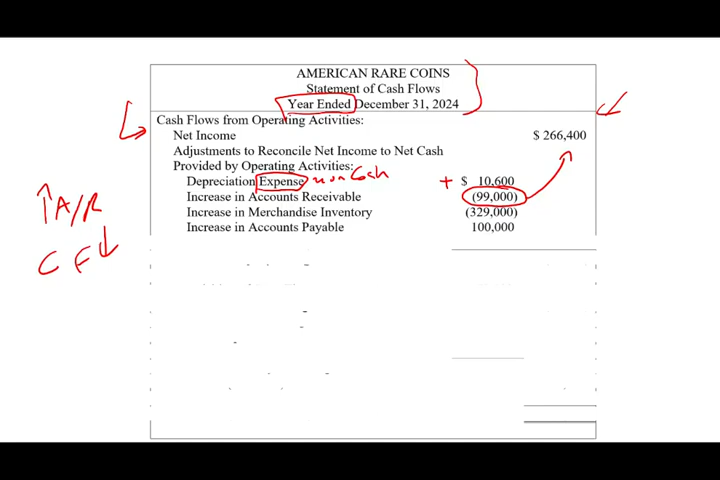 AMERICAN RARE COINS
Statement of Cash Flows
Year Ended December 31, 2024
Cash Flows from Operating Activities:
Net Income $ 266,400
Adjustments to Reconcile Net Income to Net Cash
Provided by Operating Activities:
Depreciation Expense non Cash + $ 10,600
Increase in Accounts Receivable (99,000)
↑ A/R
Increase in Merchandise Inventory (329,000)
Increase in Accounts Payable 100,000
C F ↓